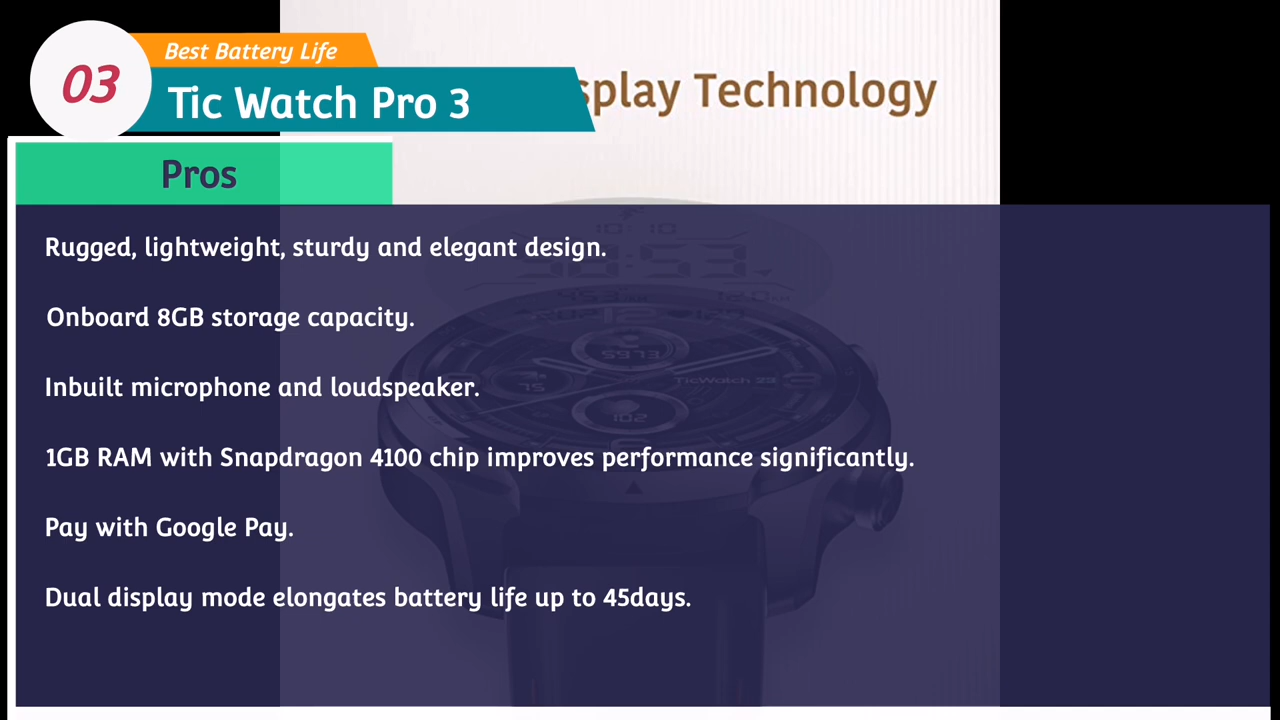 03
Best Battery Life
Tic Watch Pro 3
splay Technology
Pros
Rugged, lightweight, sturdy and elegant design.
Onboard 8GB storage capacity.
Inbuilt microphone and loudspeaker.
1GB RAM with Snapdragon 4100 chip improves performance significantly.
Pay with Google Pay.
Dual display mode elongates battery life up to 45days.